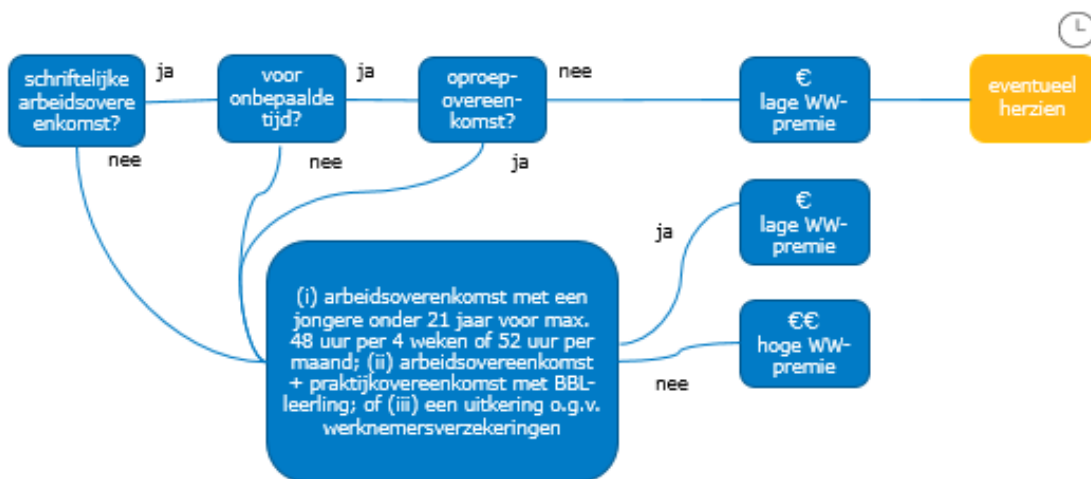 schriftelijke
arbeidsovere
enkomst?
ja
nee
voor
onbepaalde
tijd?
ja
nee
oproep-
overeen-
komst?
nee
ja
€
lage WW-
premie
eventueel
herzien
(i) arbeidsoverenkomst met een
jongere onder 21 jaar voor max.
48 uur per 4 weken of 52 uur per
maand; (ii) arbeidsovereenkomst
+ praktijkovereenkomst met BBL-
leerling; of (iii) een uitkering o.g.v.
werknemersverzekeringen
ja
€
lage WW-
premie
nee
€€
hoge WW-
premie